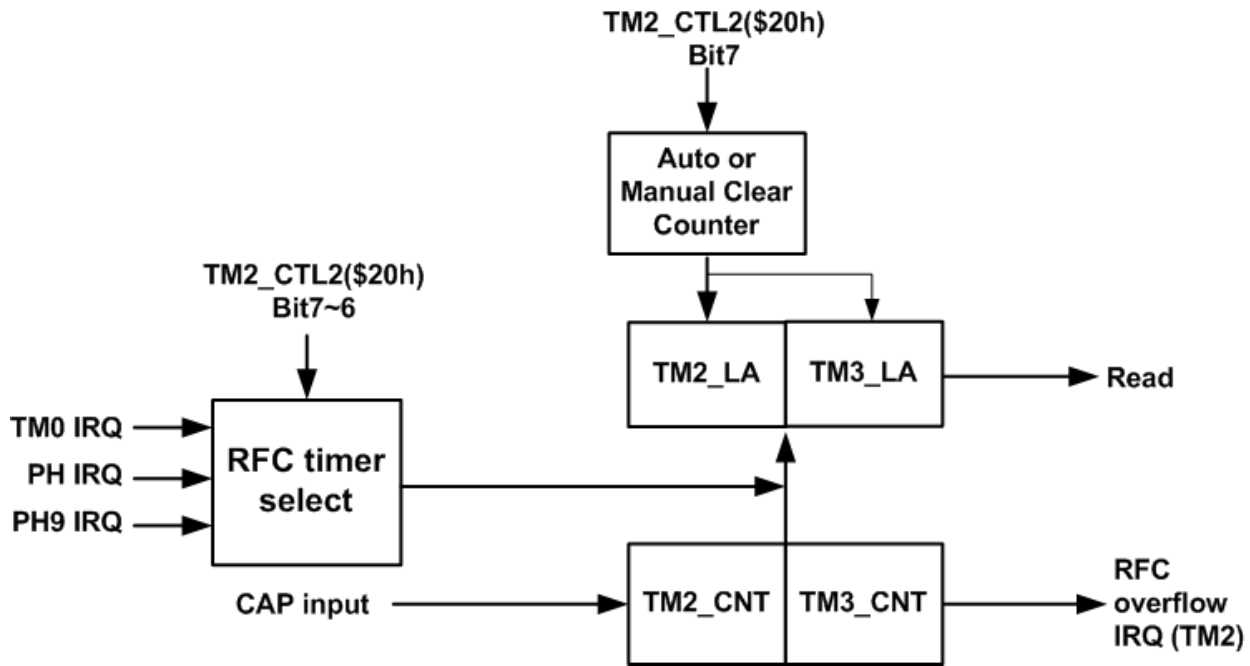 TM2_CTL2($20h)
Bit7
Auto or
Manual Clear
Counter
TM2_CTL2($20h)
Bit7~6
TM2_LA
TM3_LA
Read
TM0 IRQ
PH IRQ
PH9 IRQ
RFC timer
select
CAP input
TM2_CNT
TM3_CNT
RFC
overflow
IRQ (TM2)